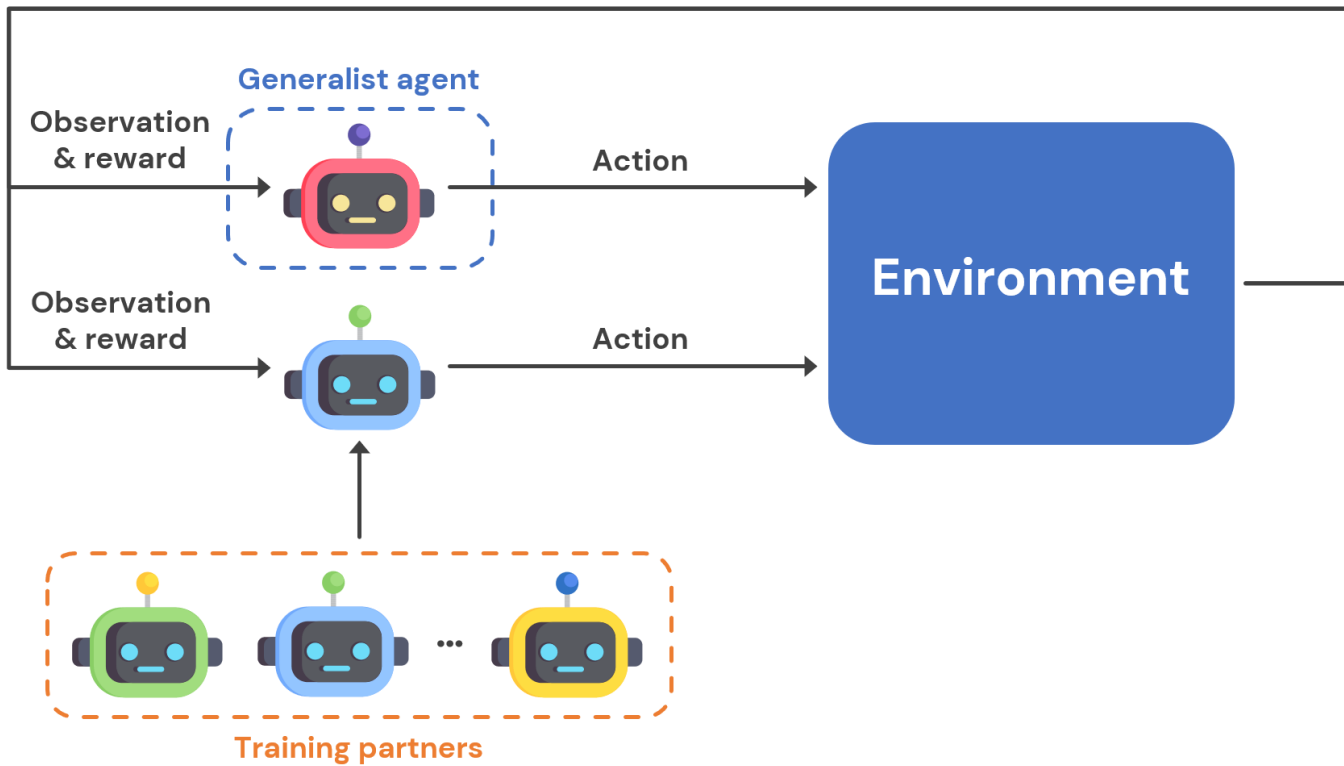 Generalist agent
Observation
& reward
Action
Environment
Observation
& reward
Action
...
Training partners